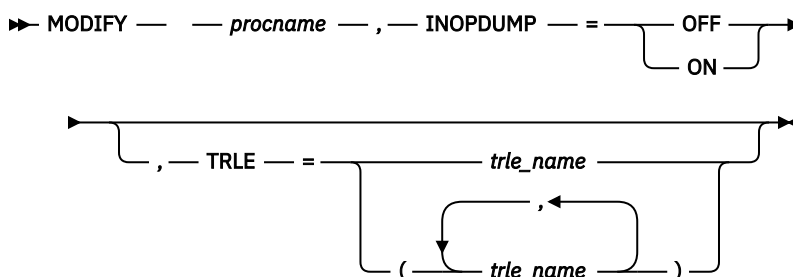 MODIFY procname , INOPDUMP = OFF
ON
, TRLE = trle_name
,
( trle_name )